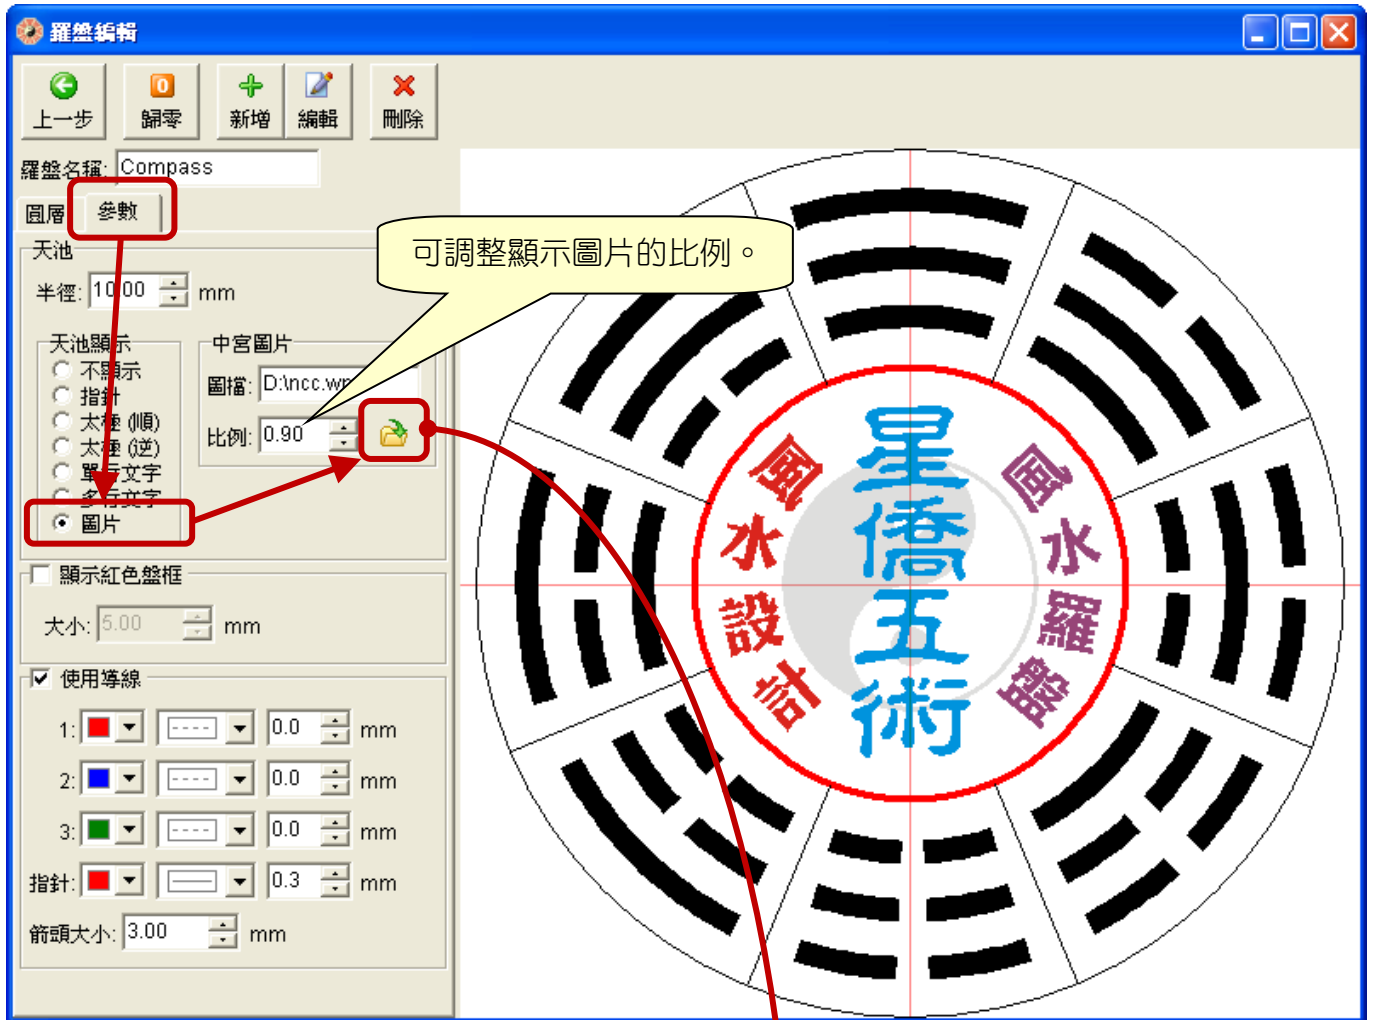 羅盤編輯
上一步 歸零 新增 編輯 刪除
羅盤名稱: Compass
圓層 參數
可調整顯示圖片的比例。
天池
半徑: 10.00 mm
天池顯示
不顯示
指針
太極 (順)
太極 (逆)
單行文字
多行文字
圖片
中宮圖片
圖檔: D:\ncc.w
比例: 0.90
顯示紅色盤框
大小: 5.00 mm
使用導線
1: 0.0 mm
2: 0.0 mm
3: 0.0 mm
指針: 0.3 mm
箭頭大小: 3.00 mm
星僑五術
風水設計
風水羅盤